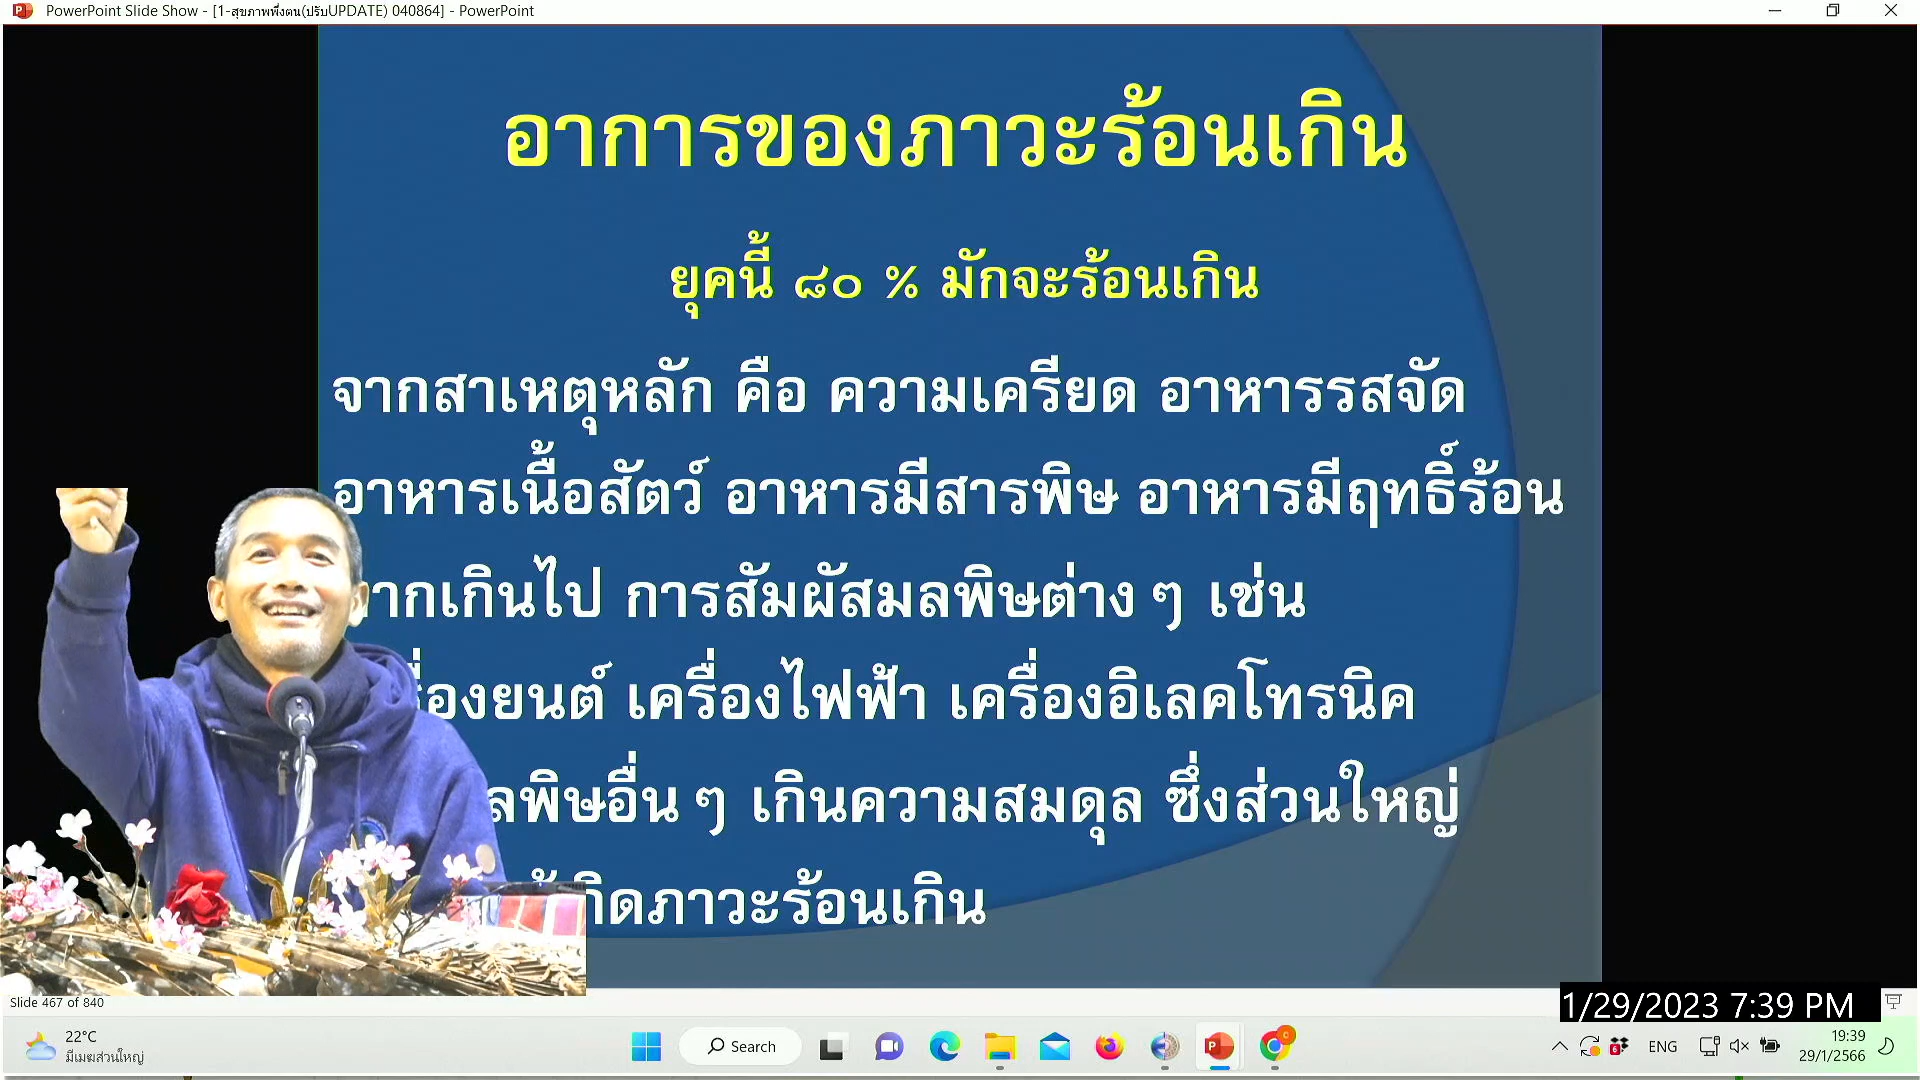 PowerPoint Slide Show - [1-สุขภาพพึ่งตน(ปรับUPDATE) 040864] - PowerPoint
อาการของภาวะร้อนเกิน
ยุคนี้ ๘๐ % มักจะร้อนเกิน
จากสาเหตุหลัก คือ ความเครียด อาหารรสจัด
อาหารเนื้อสัตว์ อาหารมีสารพิษ อาหารมีฤทธิ์ร้อน
ากเกินไป การสัมผัสมลพิษต่าง ๆ เช่น
องยนต์ เครื่องไฟฟ้า เครื่องอิเลคโทรนิค
ลพิษอื่น ๆ เกินความสมดุล ซึ่งส่วนใหญ่
กิดภาวะร้อนเกิน
Slide 467 of 840
1/29/2023 7:39 PM
22°C
มีเมฆส่วนใหญ่
Search
ENG
19:39
29/1/2566